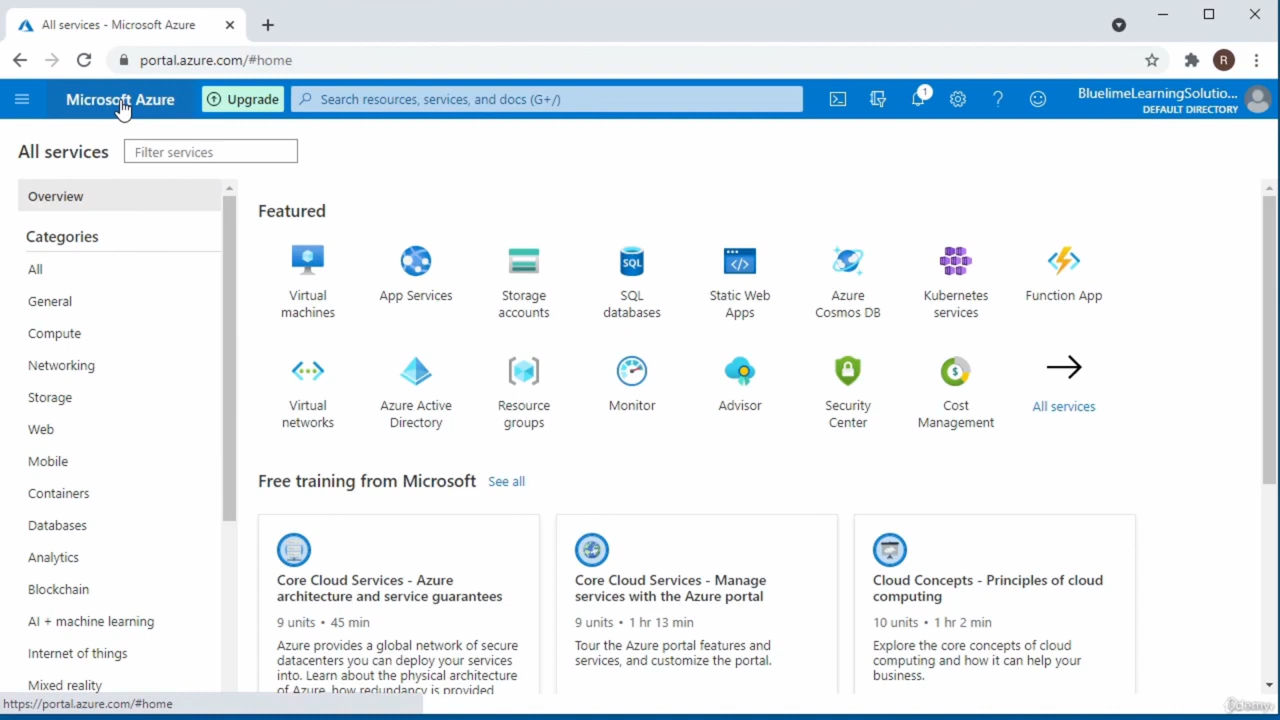 All services - Microsoft Azure
portal.azure.com/#home
R
Microsoft Azure
Upgrade
Search resources, services, and docs (G+/)
1
BluelimeLearningSolutio...
DEFAULT DIRECTORY
All services
Filter services
Overview
Categories
All
General
Compute
Networking
Storage
Web
Mobile
Containers
Databases
Analytics
Blockchain
AI + machine learning
Internet of things
Mixed reality
Featured
Virtual
machines
App Services
Storage
accounts
SQL
SQL
databases
Static Web
Apps
Azure
Cosmos DB
Kubernetes
services
Function App
Virtual
networks
Azure Active
Directory
Resource
groups
Monitor
Advisor
Security
Center
$
Cost
Management
All services
Free training from Microsoft
See all
Core Cloud Services - Azure
architecture and service guarantees
9 units • 45 min
Azure provides a global network of secure
datacenters you can deploy your services
into. Learn about the physical architecture
of Azure, how redundancy is provided
Core Cloud Services - Manage
services with the Azure portal
9 units • 1 hr 13 min
Tour the Azure portal features and
services, and customize the portal.
Cloud Concepts - Principles of cloud
computing
10 units • 1 hr 2 min
Explore the core concepts of cloud
computing and how it can help your
business.
https://portal.azure.com/#home
Udemy